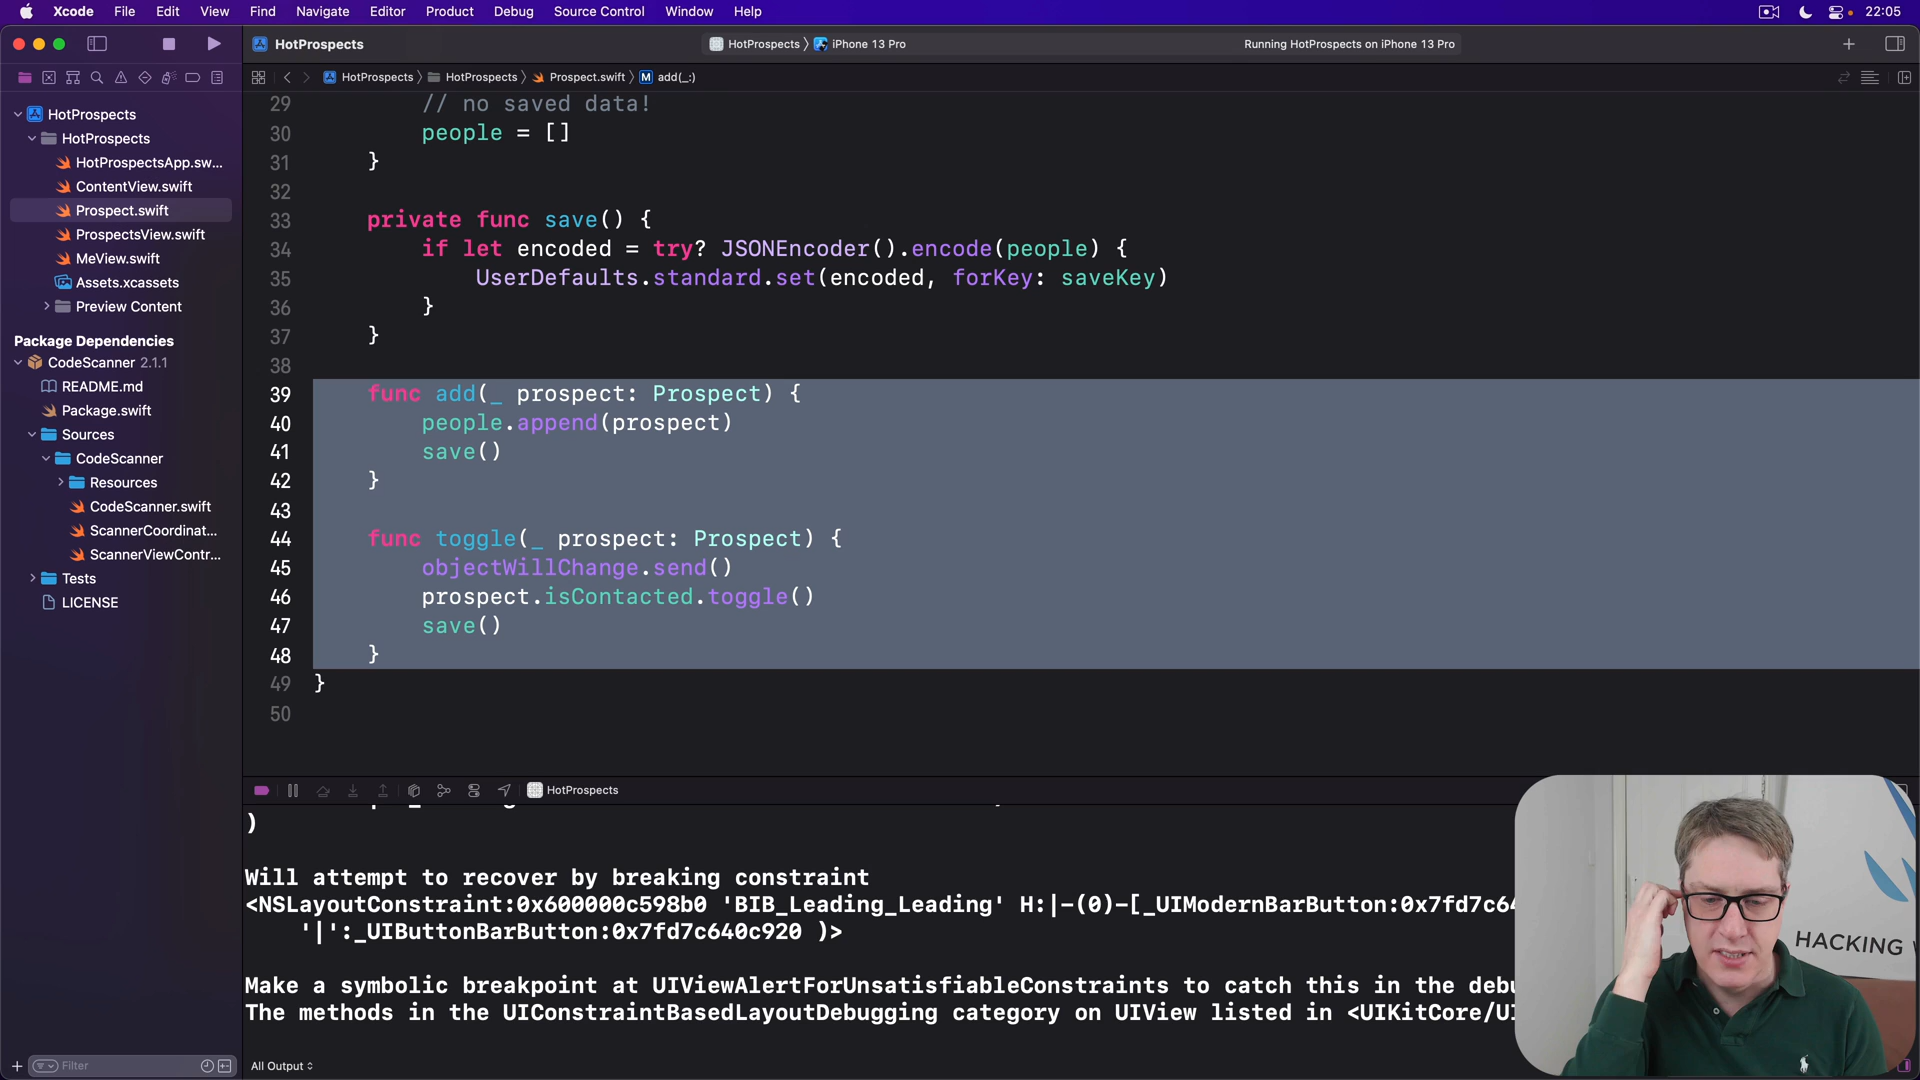 Xcode File Edit View Find Navigate Editor Product Debug Source Control Window Help 22:05
HotProspects HotProspects iPhone 13 Pro Running HotProspects on iPhone 13 Pro
HotProspects HotProspects Prospect.swift M add(_:)
HotProspects
HotProspects
HotProspectsApp.sw...
ContentView.swift
Prospect.swift
ProspectsView.swift
MeView.swift
Assets.xcassets
Preview Content
Package Dependencies
CodeScanner 2.1.1
README.md
Package.swift
Sources
CodeScanner
Resources
CodeScanner.swift
ScannerCoordinat...
ScannerViewContr...
Tests
LICENSE
Filter
29 // no saved data!
30 people = []
31 }
32
33 private func save() {
34 if let encoded = try? JSONEncoder().encode(people) {
35 UserDefaults.standard.set(encoded, forKey: saveKey)
36 }
37 }
38
39 func add(_ prospect: Prospect) {
40 people.append(prospect)
41 save()
42 }
43
44 func toggle(_ prospect: Prospect) {
45 objectWillChange.send()
46 prospect.isContacted.toggle()
47 save()
48 }
49 }
50
HotProspects
)
Will attempt to recover by breaking constraint
<NSLayoutConstraint:0x600000c598b0 'BIB_Leading_Leading' H:|-(0)-[_UIModernBarButton:0x7fd7c64
'|':_UIButtonBarButton:0x7fd7c640c920 )>
Make a symbolic breakpoint at UIViewAlertForUnsatisfiableConstraints to catch this in the debu
The methods in the UIConstraintBasedLayoutDebugging category on UIView listed in <UIKitCore/UI
All Output
HACKING